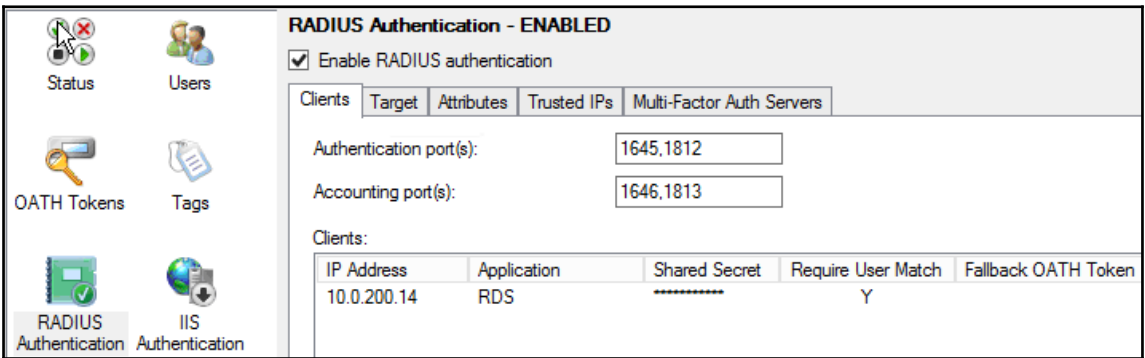 RADIUS Authentication - ENABLED
Enable RADIUS authentication
Status Users
Clients Target Attributes Trusted IPs Multi-Factor Auth Servers
Authentication port(s): 1645,1812
Accounting port(s): 1646,1813
OATH Tokens Tags
Clients:
IP Address Application Shared Secret Require User Match Fallback OATH Token
10.0.200.14 RDS *********** Y
RADIUS Authentication IIS Authentication